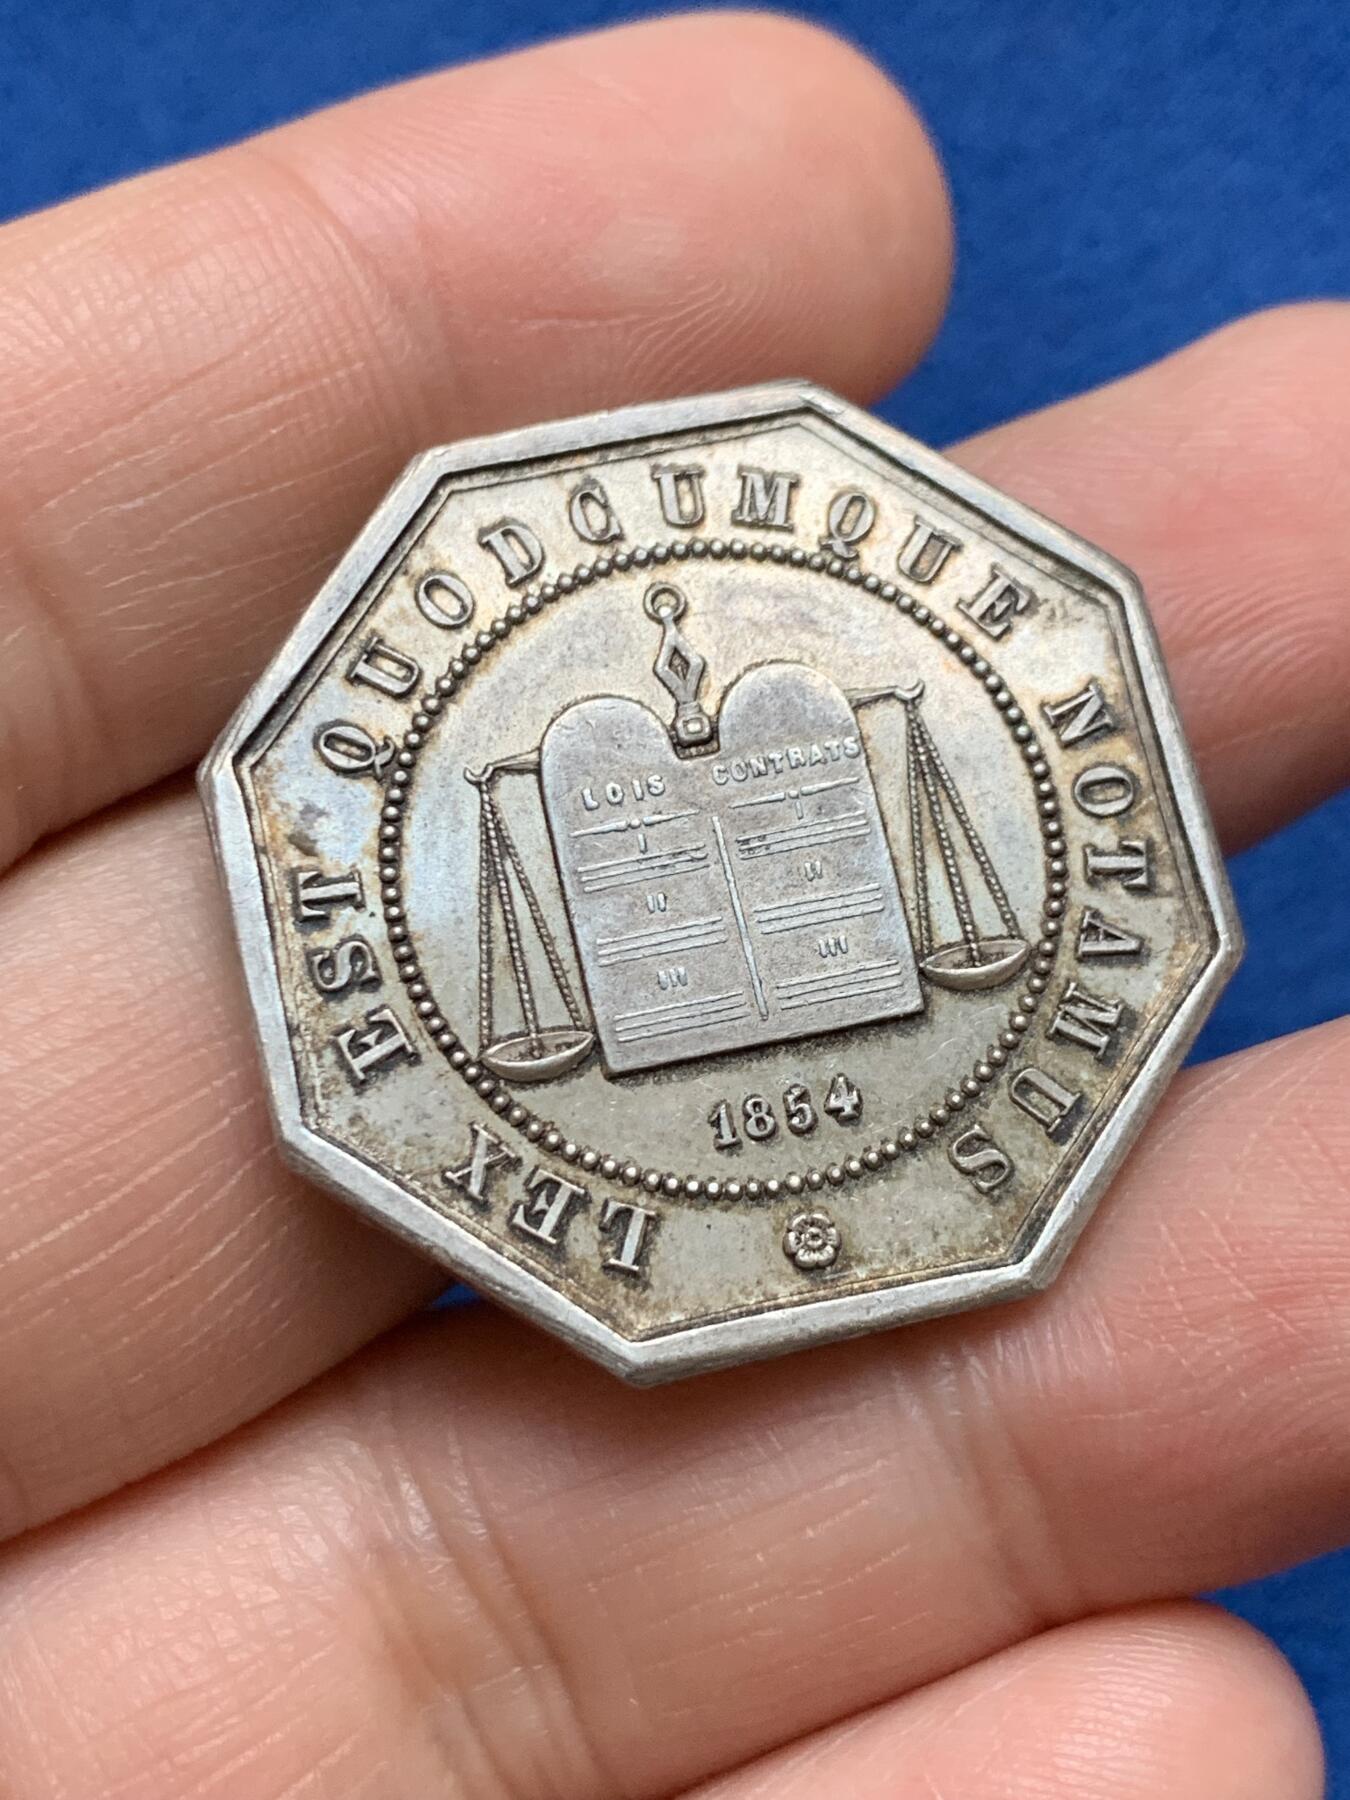 LEX EST QUODCUMQUE NOTAMUS
LOIS CONTRATS
I I
II II
III III
1854